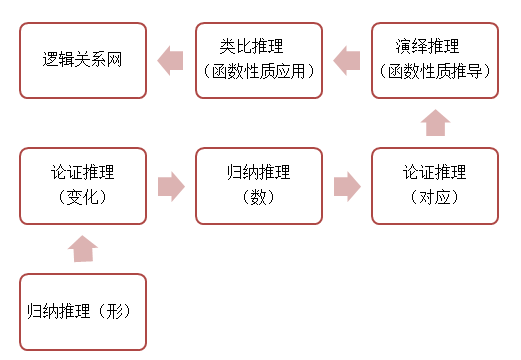 逻辑关系网
类比推理
（函数性质应用）
演绎推理
（函数性质推导）
论证推理
（变化）
归纳推理
（数）
论证推理
（对应）
归纳推理（形）